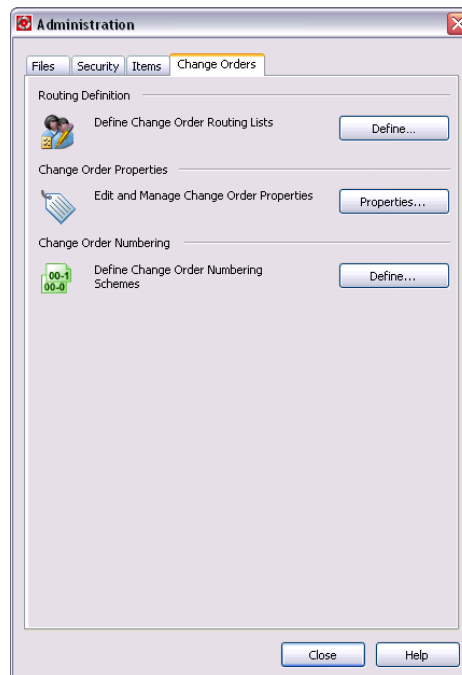 Administration
Files Security Items Change Orders
Routing Definition
Define Change Order Routing Lists Define...
Change Order Properties
Edit and Manage Change Order Properties Properties...
Change Order Numbering
00-1
00-0
Define Change Order Numbering
Schemes
Define...
Close Help